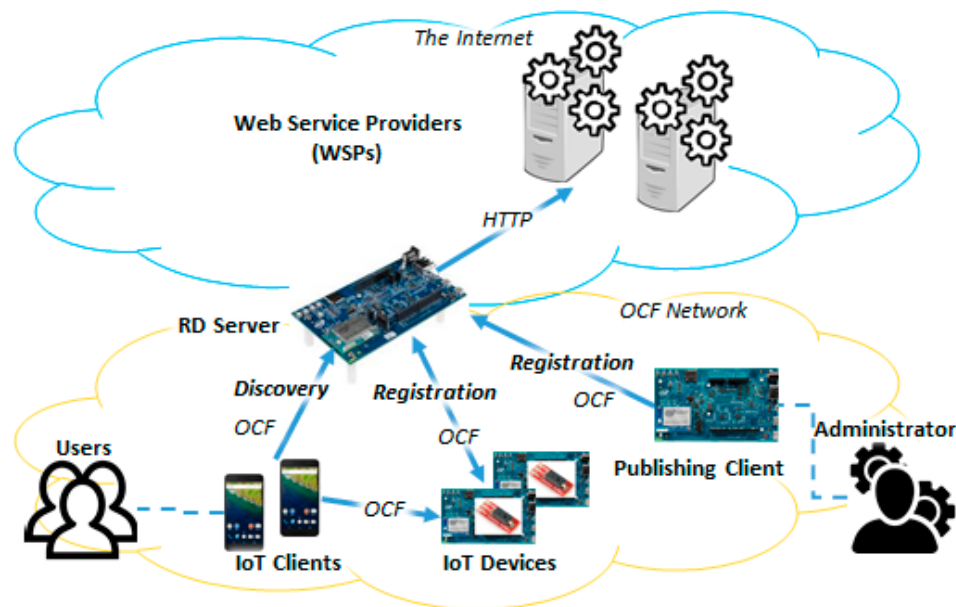 The Internet
Web Service Providers
(WSPs)
HTTP
RD Server
OCF Network
Discovery
Registration
Registration
OCF
OCF
OCF
Users
Administrator
Publishing Client
OCF
IoT Clients
IoT Devices